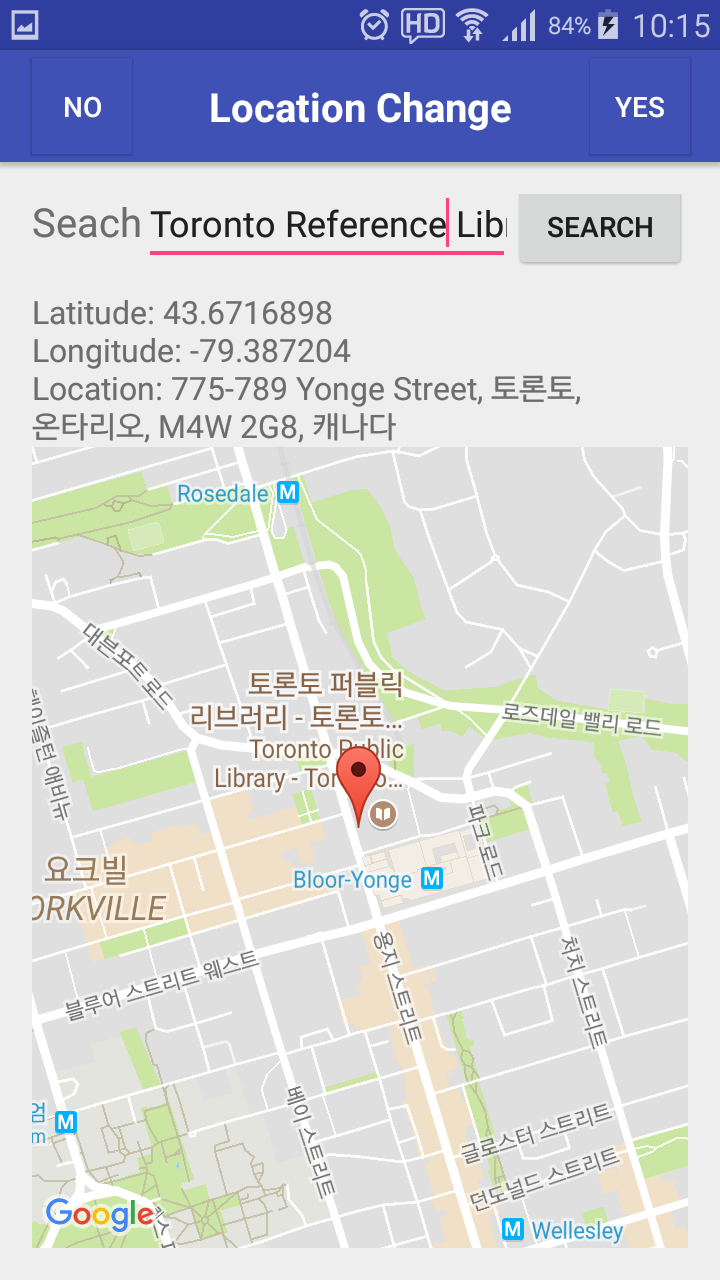 HD 84% 10:15
NO Location Change YES
Seach Toronto Reference Lib SEARCH
Latitude: 43.6716898
Longitude: -79.387204
Location: 775-789 Yonge Street, 토론토,
온타리오, M4W 2G8, 캐나다
Rosedale M
대븐포트 로드
토론토 퍼블릭
리브러리 - 토론토...
로즈데일 밸리 로드
Toronto Public
Library - Toronto...
애비뉴
파크 로드
요크빌
Bloor-Yonge M
ORKVILLE
용지 스트리트
처치 스트리트
블루어 스트리트 웨스트
베이 스트리트
엄
M
m
글로스터 스트리트
던도널드 스트리트
Google
M Wellesley